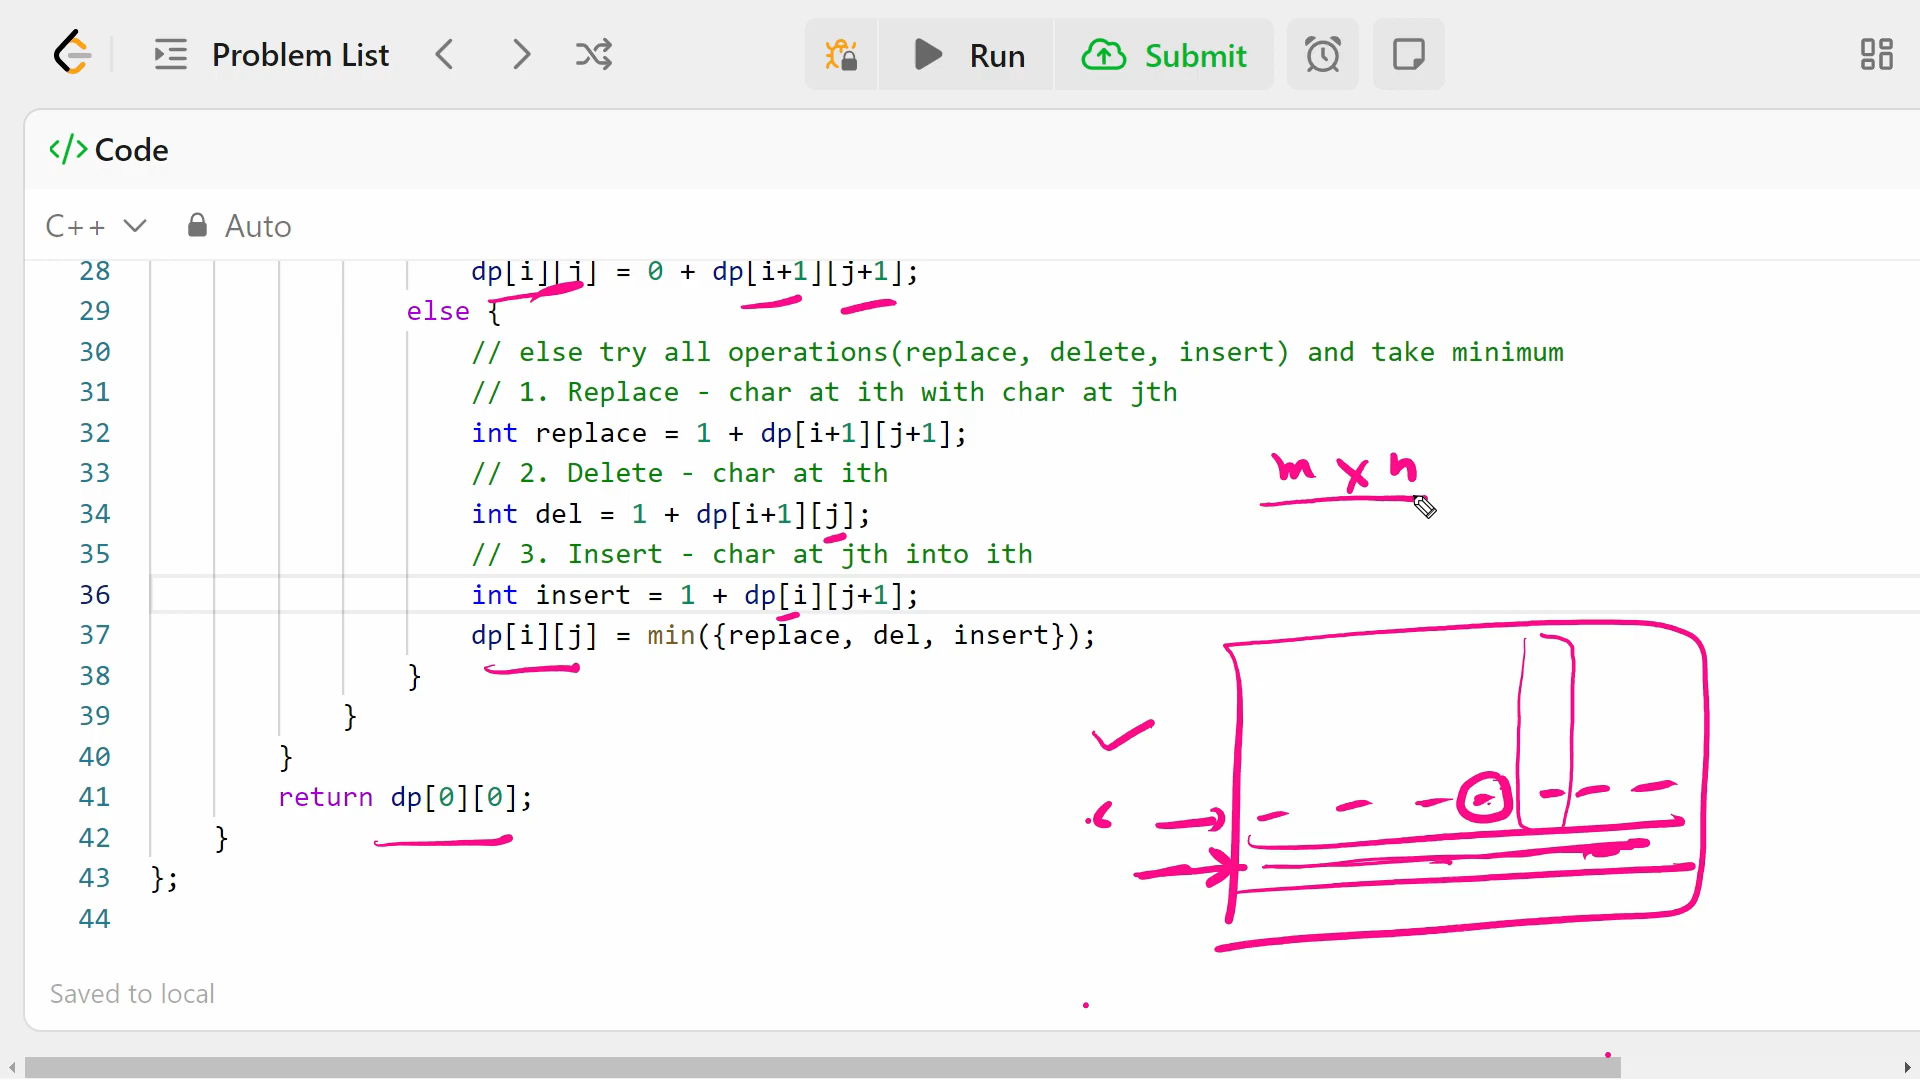 Problem List
Run
Submit
</> Code
C++
Auto
28 dp[i][j] = 0 + dp[i+1][j+1];
29 else {
30 // else try all operations(replace, delete, insert) and take minimum
31 // 1. Replace - char at ith with char at jth
32 int replace = 1 + dp[i+1][j+1];
33 // 2. Delete - char at ith
34 int del = 1 + dp[i+1][j];
35 // 3. Insert - char at jth into ith
36 int insert = 1 + dp[i][j+1];
37 dp[i][j] = min({replace, del, insert});
38 }
39 }
40 }
41 return dp[0][0];
42 }
43 };
44
m x n
Saved to local